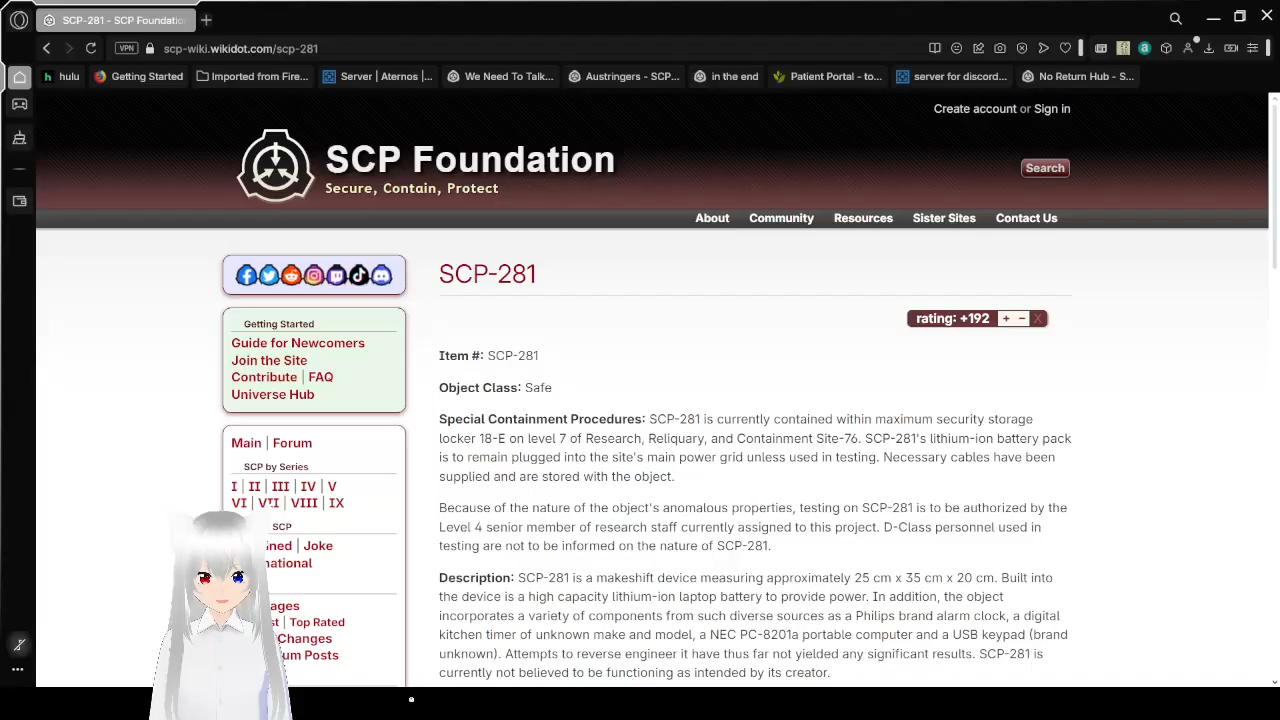 SCP-281 - SCP Foundatio
VPN
scp-wiki.wikidot.com/scp-281
h hulu
Getting Started
Imported from Fire...
Server | Aternos |...
We Need To Talk...
Austringers - SCP...
in the end
Patient Portal - to...
server for discord...
No Return Hub - S...
Create account or Sign in
SCP Foundation
Secure, Contain, Protect
Search
About
Community
Resources
Sister Sites
Contact Us
Getting Started
Guide for Newcomers
Join the Site
Contribute | FAQ
Universe Hub
Main | Forum
SCP by Series
I | II | III | IV | V
VI | VII | VIII | IX
SCP
ined | Joke
national
ages
st | Top Rated
Changes
um Posts
SCP-281
rating: +192 + − X
Item #: SCP-281
Object Class: Safe
Special Containment Procedures: SCP-281 is currently contained within maximum security storage
locker 18-E on level 7 of Research, Reliquary, and Containment Site-76. SCP-281's lithium-ion battery pack
is to remain plugged into the site's main power grid unless used in testing. Necessary cables have been
supplied and are stored with the object.
Because of the nature of the object's anomalous properties, testing on SCP-281 is to be authorized by the
Level 4 senior member of research staff currently assigned to this project. D-Class personnel used in
testing are not to be informed on the nature of SCP-281.
Description: SCP-281 is a makeshift device measuring approximately 25 cm x 35 cm x 20 cm. Built into
the device is a high capacity lithium-ion laptop battery to provide power. In addition, the object
incorporates a variety of components from such diverse sources as a Philips brand alarm clock, a digital
kitchen timer of unknown make and model, a NEC PC-8201a portable computer and a USB keypad (brand
unknown). Attempts to reverse engineer it have thus far not yielded any significant results. SCP-281 is
currently not believed to be functioning as intended by its creator.